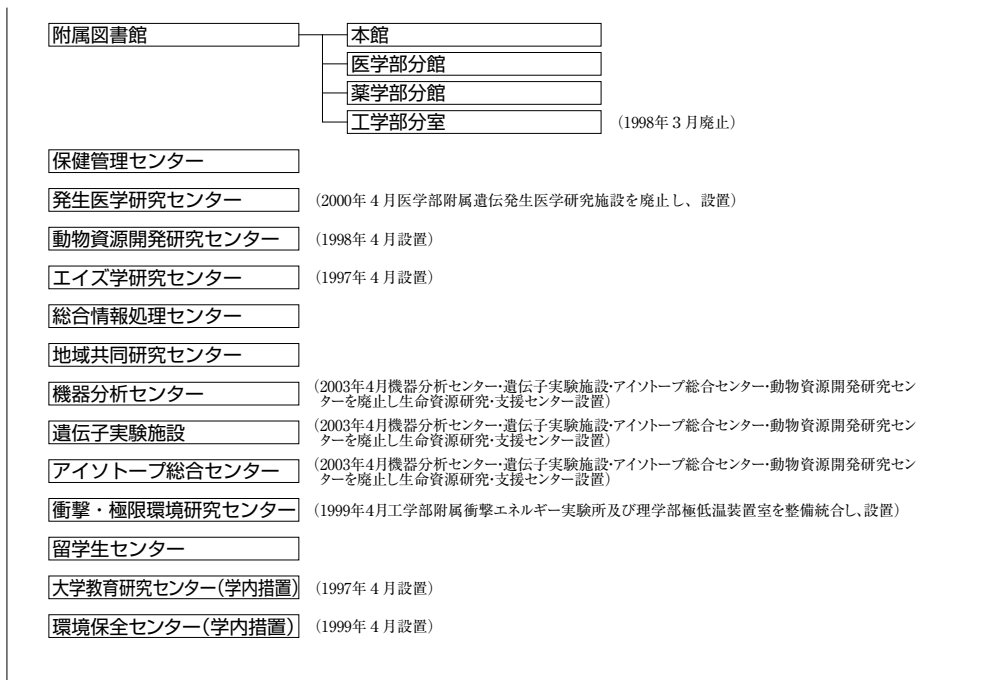 附属図書館 本館
医学部分館
薬学部分館
工学部分室 （1998年３月廃止）
保健管理センター
発生医学研究センター （2000年４月医学部附属遺伝発生医学研究施設を廃止し、設置）
動物資源開発研究センター （1998年４月設置）
エイズ学研究センター （1997年４月設置）
総合情報処理センター
地域共同研究センター
機器分析センター （2003年4月機器分析センター・遺伝子実験施設・アイソトープ総合センター・動物資源開発研究セン
ターを廃止し生命資源研究・支援センター設置）
遺伝子実験施設 （2003年4月機器分析センター・遺伝子実験施設・アイソトープ総合センター・動物資源開発研究セン
ターを廃止し生命資源研究・支援センター設置）
アイソトープ総合センター （2003年4月機器分析センター・遺伝子実験施設・アイソトープ総合センター・動物資源開発研究セン
ターを廃止し生命資源研究・支援センター設置）
衝撃・極限環境研究センター （1999年4月工学部附属衝撃エネルギー実験所及び理学部極低温装置室を整備統合し、設置）
留学生センター
大学教育研究センター（学内措置） （1997年４月設置）
環境保全センター（学内措置） （1999年４月設置）